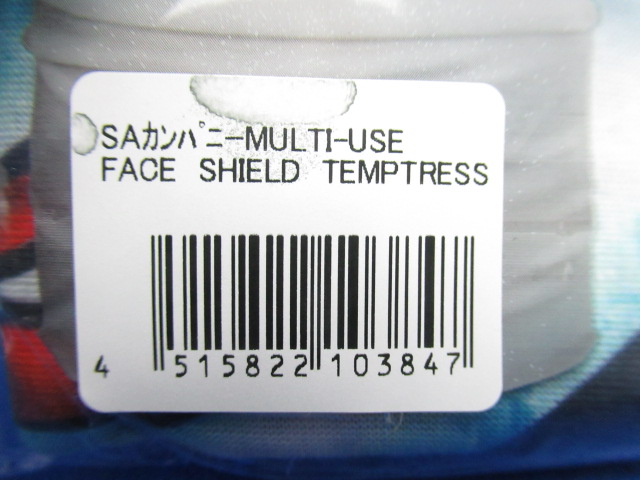 SAｶﾝﾊﾟﾆｰMULTI-USE
FACE SHIELD TEMPTRESS
4 515822 103847